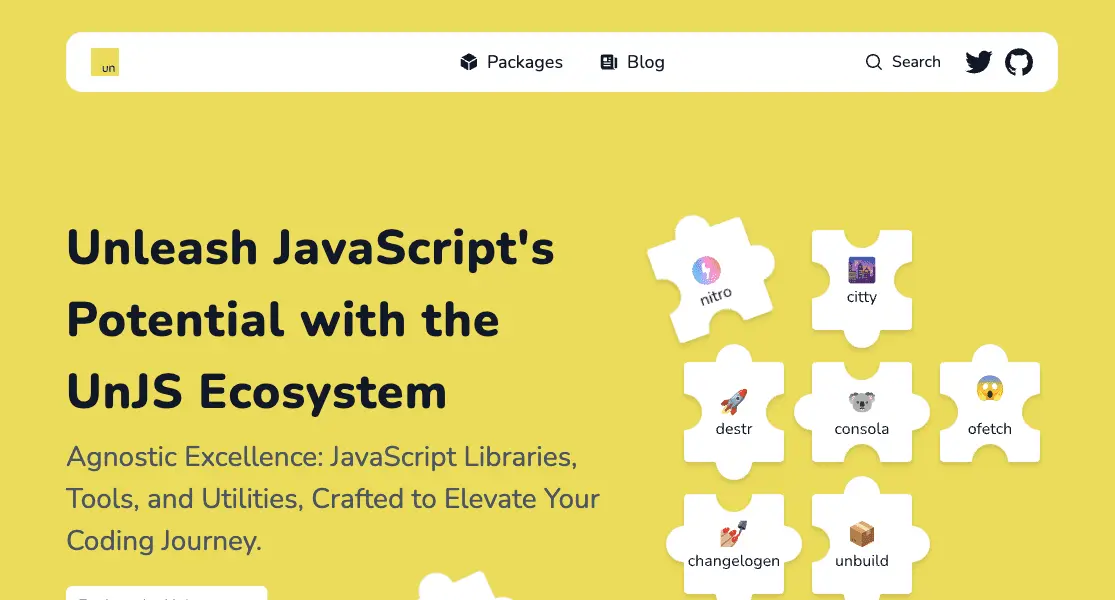 un
Packages
Blog
Search
Unleash JavaScript's
Potential with the
UnJS Ecosystem
Agnostic Excellence: JavaScript Libraries,
Tools, and Utilities, Crafted to Elevate Your
Coding Journey.
nitro
citty
destr
consola
ofetch
changelogen
unbuild